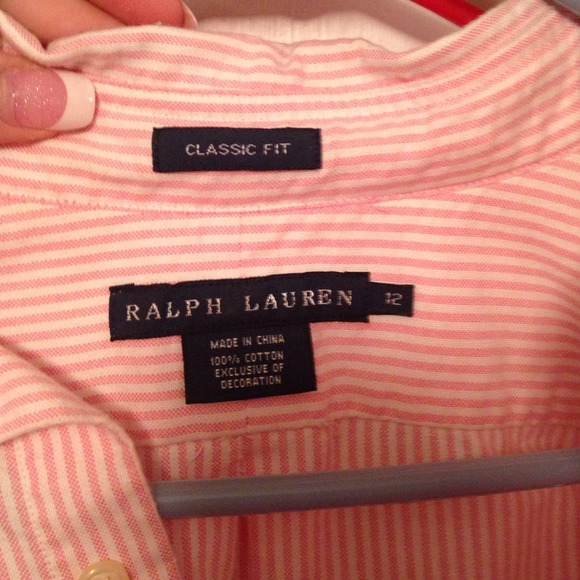 CLASSIC FIT
RALPH LAUREN 12
MADE IN CHINA
100% COTTON
EXCLUSIVE OF
DECORATION